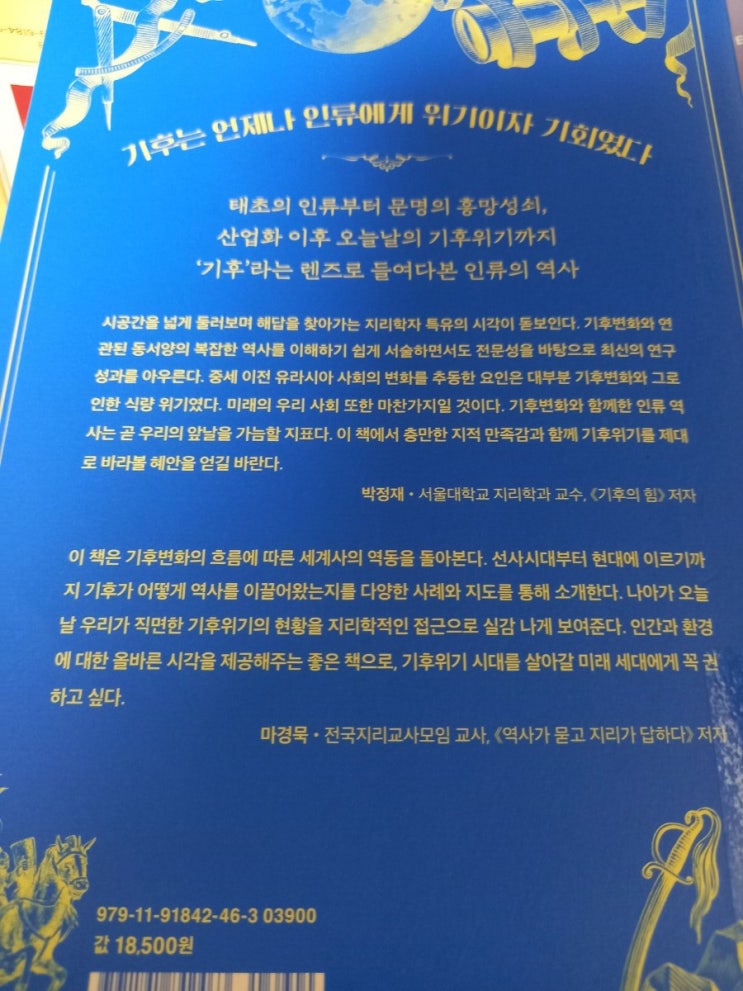 기후는 언제나 인류에게 위기이자 기회였다
태초의 인류부터 문명의 흥망성쇠,
산업화 이후 오늘날의 기후위기까지
'기후'라는 렌즈로 들여다본 인류의 역사
시공간을 넓게 둘러보며 해답을 찾아가는 지리학자 특유의 시각이 돋보인다. 기후변화와 연
관된 동서양의 복잡한 역사를 이해하기 쉽게 서술하면서도 전문성을 바탕으로 최신의 연구
성과를 아우른다. 중세 이전 유라시아 사회의 변화를 추동한 요인은 대부분 기후변화와 그로
인한 식량 위기였다. 미래의 우리 사회 또한 마찬가지일 것이다. 기후변화와 함께한 인류 역
사는 곧 우리의 앞날을 가늠할 지표다. 이 책에서 충만한 지적 만족감과 함께 기후위기를 제대
로 바라볼 혜안을 얻길 바란다.
박정재 • 서울대학교 지리학과 교수, 《기후의 힘》 저자
이 책은 기후변화의 흐름에 따른 세계사의 역동을 돌아본다. 선사시대부터 현대에 이르기까
지 기후가 어떻게 역사를 이끌어왔는지를 다양한 사례와 지도를 통해 소개한다. 나아가 오늘
날 우리가 직면한 기후위기의 현황을 지리학적인 접근으로 실감 나게 보여준다. 인간과 환경
에 대한 올바른 시각을 제공해주는 좋은 책으로, 기후위기 시대를 살아갈 미래 세대에게 꼭 권
하고 싶다.
마경묵 • 전국지리교사모임 교사, 《역사가 묻고 지리가 답하다》 저자
979-11-91842-46-3 03900
값 18,500원